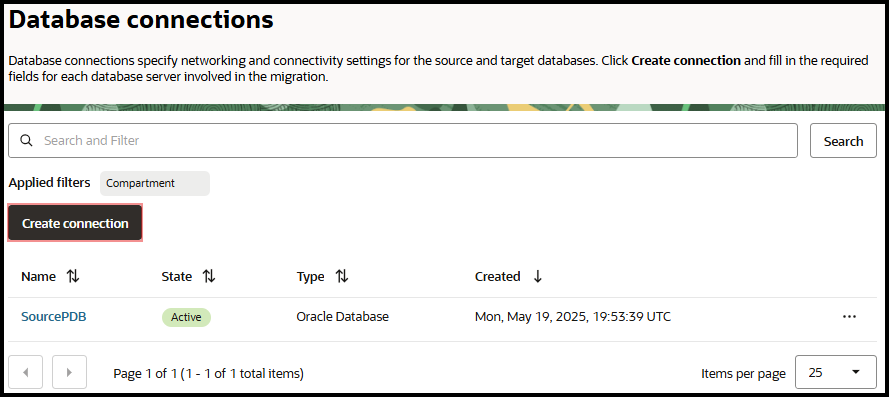 Database connections
Database connections specify networking and connectivity settings for the source and target databases. Click Create connection and fill in the required
fields for each database server involved in the migration.
Search and Filter
Search
Applied filters Compartment
Create connection
Name State Type Created
SourcePDB Active Oracle Database Mon, May 19, 2025, 19:53:39 UTC
Page 1 of 1 (1 - 1 of 1 total items) Items per page 25